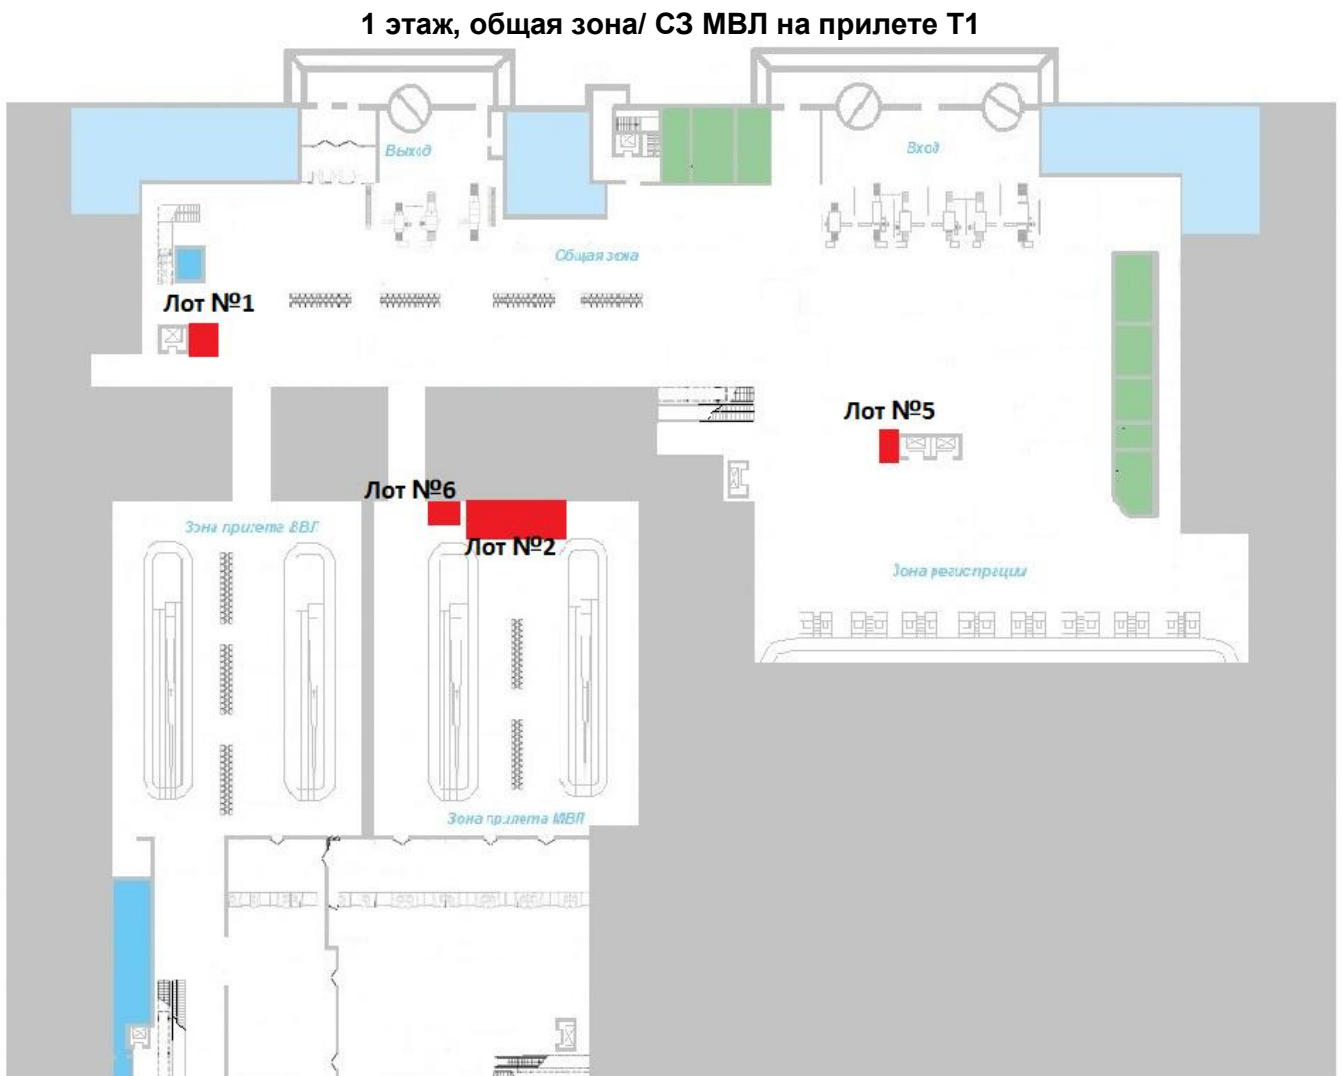 1 этаж, общая зона/ СЗ МВЛ на прилете Т1
Выход
Вход
Общая зона
Лот №1
Лот №5
Лот №6
Зона прилета ВВЛ
Лот №2
Зона регистрации
Зона прилета МВЛ